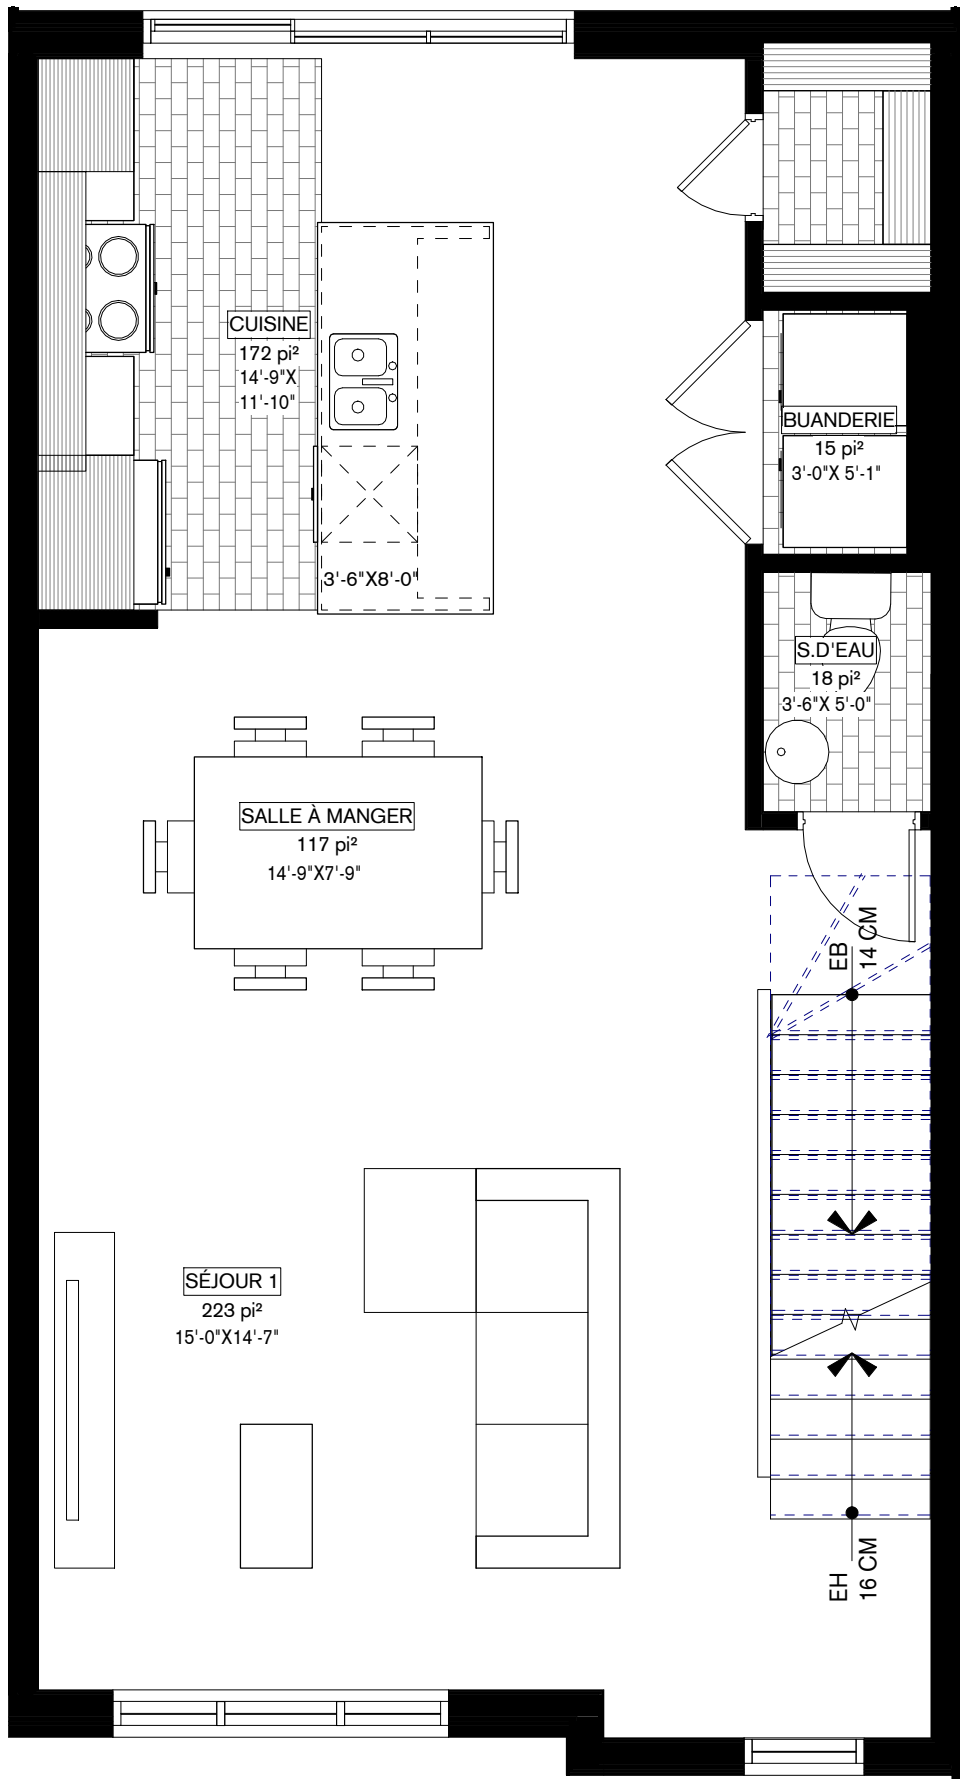 CUISINE
172 pi²
14'-9"X
11'-10"
BUANDERIE
15 pi²
3'-0"X 5'-1"
3'-6"X8'-0"
S.D'EAU
18 pi²
3'-6"X 5'-0"
SALLE À MANGER
117 pi²
14'-9"X7'-9"
EB
14 CM
SÉJOUR 1
223 pi²
15'-0"X14'-7"
EH
16 CM